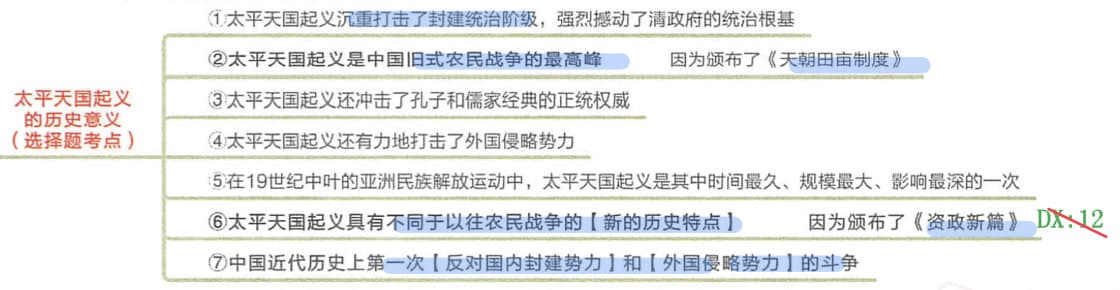 ①太平天国起义沉重打击了封建统治阶级，强烈撼动了清政府的统治根基
②太平天国起义是中国旧式农民战争的最高峰 因为颁布了《天朝田亩制度》
太平天国起义
的历史意义
（选择题考点）
③太平天国起义还冲击了孔子和儒家经典的正统权威
④太平天国起义还有力地打击了外国侵略势力
⑤在19世纪中叶的亚洲民族解放运动中，太平天国起义是其中时间最久、规模最大、影响最深的一次
⑥太平天国起义具有不同于以往农民战争的【新的历史特点】 因为颁布了《资政新篇》 DX:12
⑦中国近代历史上第一次【反对国内封建势力】和【外国侵略势力】的斗争